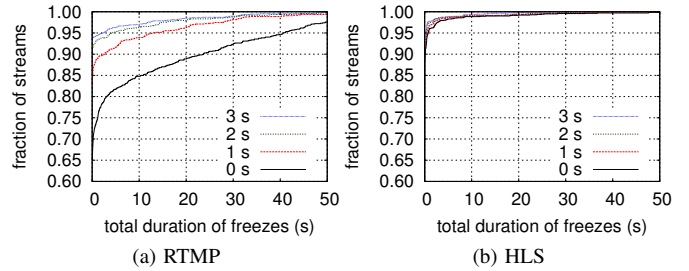 1.00
0.95
0.90
0.85
0.80
0.75
0.70
0.65
0.60
fraction of streams
3 s
2 s
1 s
0 s
0 10 20 30 40 50
total duration of freezes (s)
(a) RTMP
1.00
0.95
0.90
0.85
0.80
0.75
0.70
0.65
0.60
fraction of streams
3 s
2 s
1 s
0 s
0 10 20 30 40 50
total duration of freezes (s)
(b) HLS